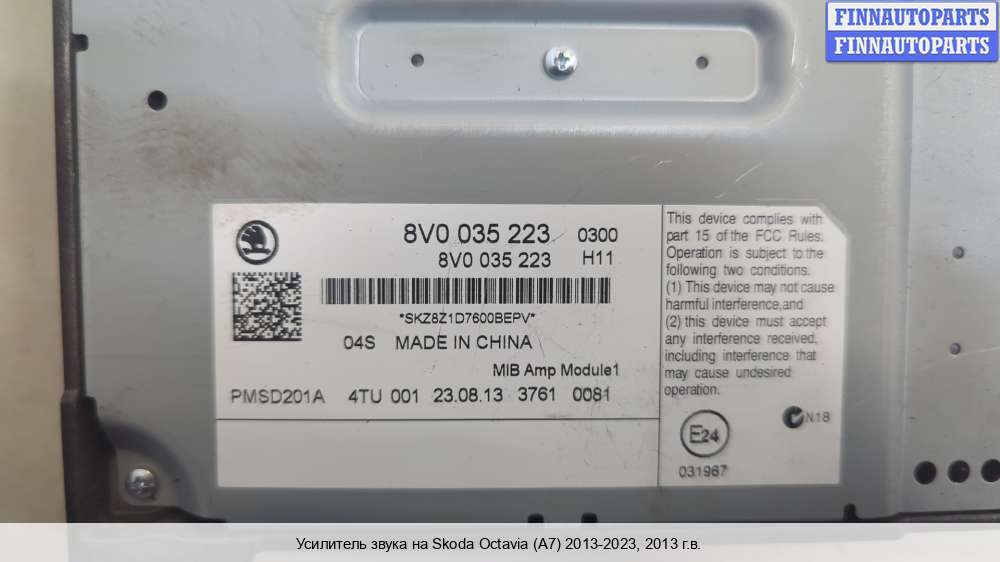 FINNAUTOPARTS
FINNAUTOPARTS
8V0 035 223 0300
8V0 035 223 H11
*SKZ8Z1D7600BEPV*
04S MADE IN CHINA
MIB Amp Module1
PMSD201A 4TU 001 23.08.13 3761 0081
This device complies with
part 15 of the FCC Rules.
Operation is subject to the
following two conditions.
(1) This device may not cause
harmful interference,and
(2) this device must accept
any interference received,
including interference that
may cause undesired
operation.
N18
E24
031967
Усилитель звука на Skoda Octavia (A7) 2013-2023, 2013 г.в.